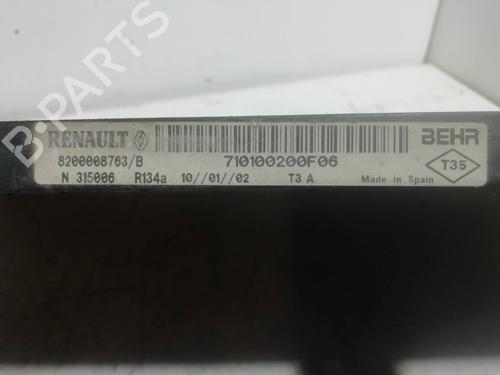 B-PARTS
RENAULT BEHR
8200008763/B 710100200F06 T35
N 315006 R134a 10//01//02 T3 A Made in Spain